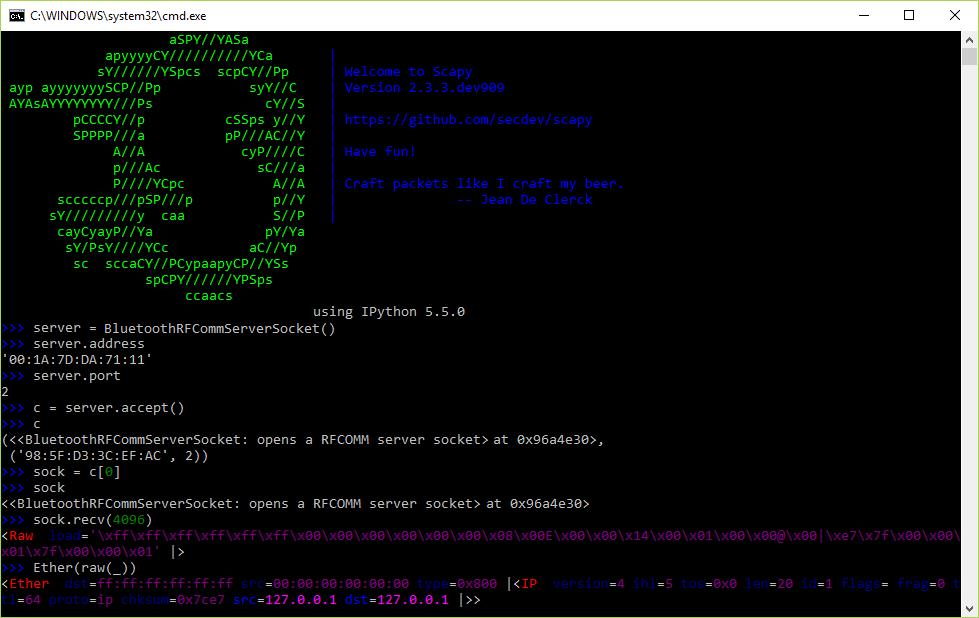 C:\WINDOWS\system32\cmd.exe
aSPY//YASa
apyyyyCY//////////YCa |
sY//////YSpcs scpCY//Pp | Welcome to Scapy
ayp ayyyyyyySCP//Pp syY//C | Version 2.3.3.dev909
AYAsAYYYYYYYY///Ps cY//S |
pCCCCY//p cSSps y//Y | https://github.com/secdev/scapy
SPPPP///a pP///AC//Y |
A//A cyP////C | Have fun!
p///Ac sC///a |
P////YCpc A//A | Craft packets like I craft my beer.
scccccp///pSP///p p//Y | -- Jean De Clerck
sY/////////y caa S//P |
cayCyayP//Ya pY/Ya
sY/PsY////YCc aC//Yp
sc sccaCY//PCypaapyCP//YSs
spCPY//////YPSps
ccaacs
using IPython 5.5.0
>>> server = BluetoothRFCommServerSocket()
>>> server.address
'00:1A:7D:DA:71:11'
>>> server.port
2
>>> c = server.accept()
>>> c
(<<BluetoothRFCommServerSocket: opens a RFCOMM server socket> at 0x96a4e30>,
('98:5F:D3:3C:EF:AC', 2))
>>> sock = c[0]
>>> sock
<<BluetoothRFCommServerSocket: opens a RFCOMM server socket> at 0x96a4e30>
>>> sock.recv(4096)
<Raw load='\xff\xff\xff\xff\xff\xff\x00\x00\x00\x00\x00\x00\x08\x00E\x00\x00\x14\x00\x01\x00\x00@\x00|\xe7\x7f\x00\x00\
x01\x7f\x00\x00\x01' |>
>>> Ether(raw(_))
<Ether dst=ff:ff:ff:ff:ff:ff src=00:00:00:00:00:00 type=0x800 |<IP version=4 ihl=5 tos=0x0 len=20 id=1 flags= frag=0 t
tl=64 proto=ip chksum=0x7ce7 src=127.0.0.1 dst=127.0.0.1 |>>